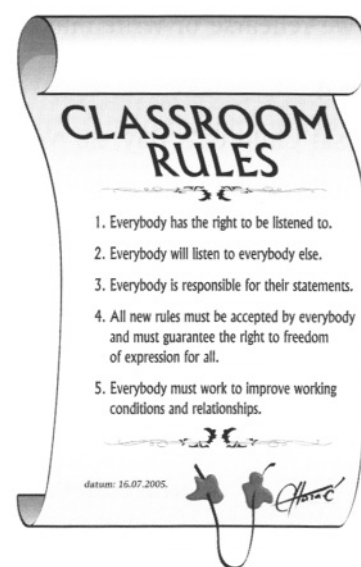 CLASSROOM
RULES
1. Everybody has the right to be listened to.
2. Everybody will listen to everybody else.
3. Everybody is responsible for their statements.
4. All new rules must be accepted by everybody
and must guarantee the right to freedom
of expression for all.
5. Everybody must work to improve working
conditions and relationships.
datum: 16.07.2005.